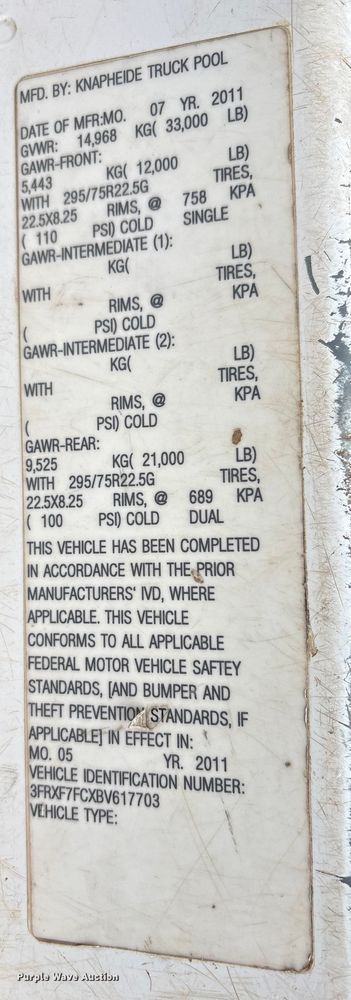 MFD. BY: KNAPHEIDE TRUCK POOL
DATE OF MFR:MO. 07 YR. 2011
GVWR: 14,968 KG( 33,000 LB)
GAWR-FRONT:
5,443 KG( 12,000 LB)
WITH 295/75R22.5G TIRES,
22.5X8.25 RIMS, @ 758 KPA
( 110 PSI) COLD SINGLE
GAWR-INTERMEDIATE (1):
KG( LB)
WITH TIRES,
RIMS, @ KPA
( PSI) COLD
GAWR-INTERMEDIATE (2):
KG( LB)
WITH TIRES,
RIMS, @ KPA
( PSI) COLD
GAWR-REAR:
9,525 KG( 21,000 LB)
WITH 295/75R22.5G TIRES,
22.5X8.25 RIMS, @ 689 KPA
( 100 PSI) COLD DUAL
THIS VEHICLE HAS BEEN COMPLETED
IN ACCORDANCE WITH THE PRIOR
MANUFACTURERS' IVD, WHERE
APPLICABLE. THIS VEHICLE
CONFORMS TO ALL APPLICABLE
FEDERAL MOTOR VEHICLE SAFTEY
STANDARDS, [AND BUMPER AND
THEFT PREVENTION STANDARDS, IF
APPLICABLE] IN EFFECT IN:
MO. 05 YR. 2011
VEHICLE IDENTIFICATION NUMBER:
3FRXF7FCXBV617703
VEHICLE TYPE:
Purple Wave Auction